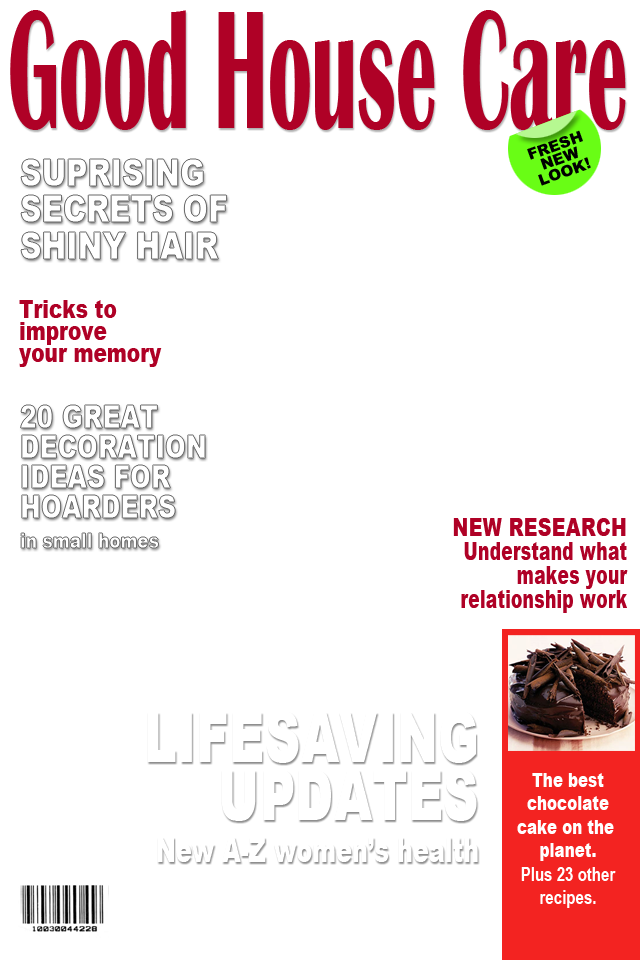 Good House Care
FRESH
NEW
LOOK!
SUPRISING
SECRETS OF
SHINY HAIR
Tricks to
improve
your memory
20 GREAT
DECORATION
IDEAS FOR
HOARDERS
in small homes
NEW RESEARCH
Understand what
makes your
relationship work
LIFESAVING
UPDATES
New A-Z women's health
The best
chocolate
cake on the
planet.
Plus 23 other
recipes.
10030044228